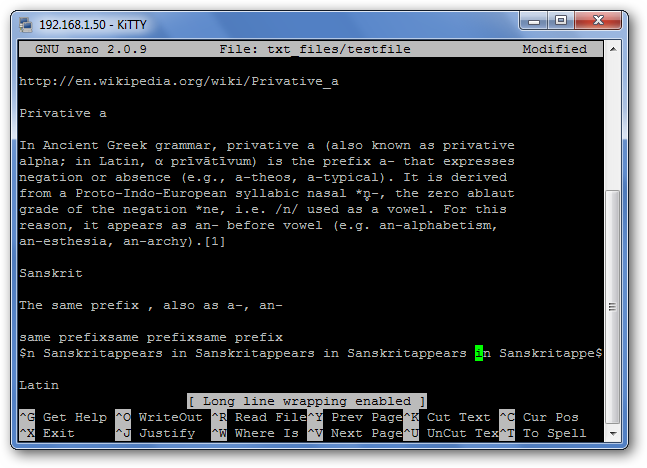 192.168.1.50 - KiTTY
GNU nano 2.0.9 File: txt_files/testfile Modified
http://en.wikipedia.org/wiki/Privative_a
Privative a
In Ancient Greek grammar, privative a (also known as privative
alpha; in Latin, α prīvātīvum) is the prefix a- that expresses
negation or absence (e.g., a-theos, a-typical). It is derived
from a Proto-Indo-European syllabic nasal *n̥-, the zero ablaut
grade of the negation *ne, i.e. /n/ used as a vowel. For this
reason, it appears as an- before vowel (e.g. an-alphabetism,
an-esthesia, an-archy).[1]
Sanskrit
The same prefix , also as a-, an-
same prefixsame prefixsame prefix
$n Sanskritappears in Sanskritappears in Sanskritappears in Sanskritappe$
Latin
[ Long line wrapping enabled ]
^G Get Help ^O WriteOut ^R Read File^Y Prev Page^K Cut Text ^C Cur Pos
^X Exit ^J Justify ^W Where Is ^V Next Page^U UnCut Tex^T To Spell